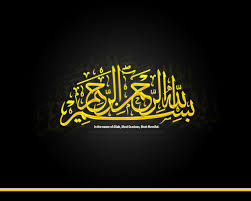 بسم الله الرحمن الرحيم
In the name of Allah, Most Gracious, Most Merciful.